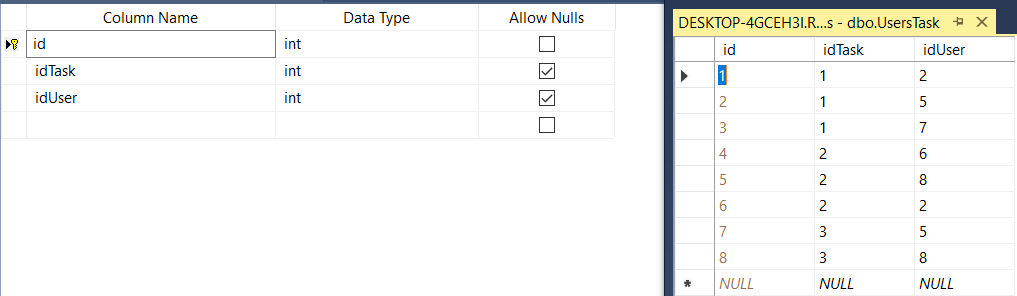 Column Name Data Type Allow Nulls
id int
idTask int
idUser int
DESKTOP-4GCEH3I.R...s - dbo.UsersTask
id idTask idUser
1 1 2
2 1 5
3 1 7
4 2 6
5 2 8
6 2 2
7 3 5
8 3 8
NULL NULL NULL